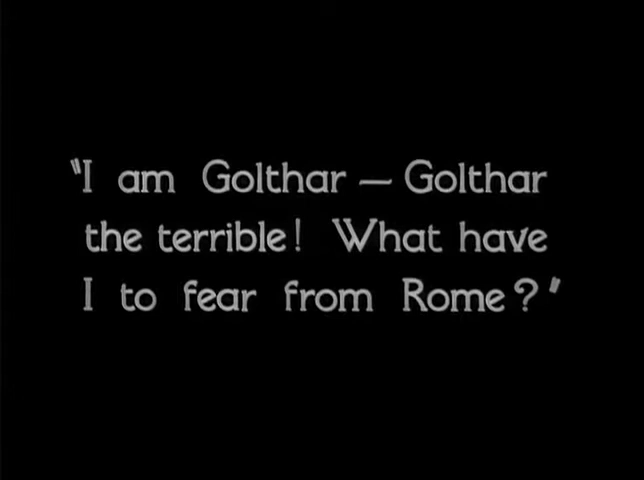 "I am Golthar — Golthar
the terrible! What have
I to fear from Rome?"